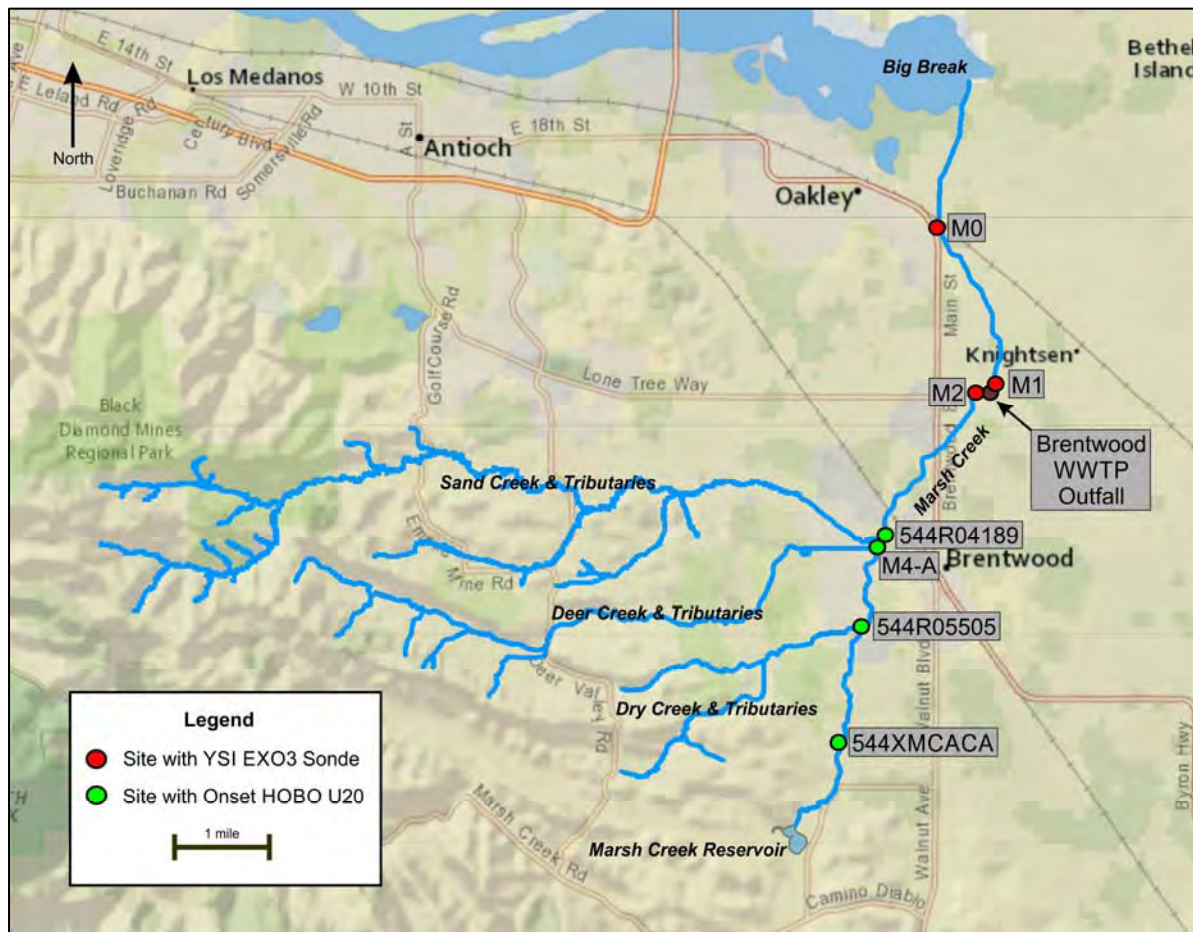 Big Break
Bethel
Island
E 14th St
Los Medanos
W 10th St
E Leland Rd
Loveridge Rd
Century Blvd
Somersville Rd
A St
E 18th St
Antioch
North
Buchanan Rd
Oakley
M0
GolfCourse Rd
Main St
Knightsen
Lone Tree Way
M2
M1
Black
Diamond Mines
Regional Park
Brentwood B
Marsh Creek
Brentwood
WWTP
Outfall
Sand Creek & Tributaries
544R04189
M4-A
Brentwood
Mine Rd
Deer Creek & Tributaries
544R05505
Deer Valley Rd
Walnut Blvd
Dry Creek & Tributaries
544XMCACA
Byron Hwy
Legend
Site with YSI EXO3 Sonde
Site with Onset HOBO U20
1 mile
Marsh Creek Rd
Marsh Creek Reservoir
Walnut Ave
Camino Diablo